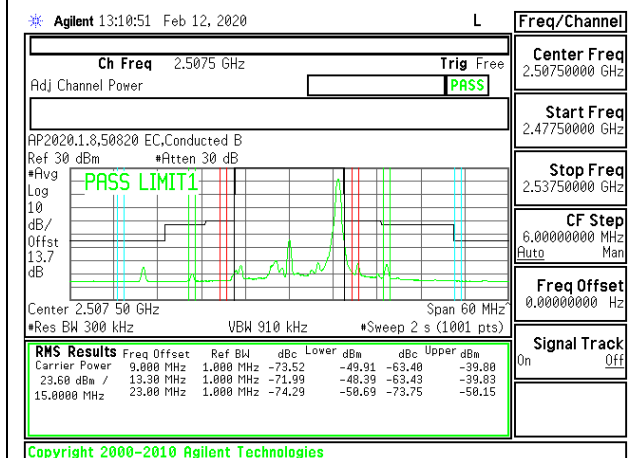 Agilent 13:10:51 Feb 12, 2020 L
Freq/Channel
Ch Freq 2.5075 GHz Trig Free
Adj Channel Power PASS
AP2020.1.8,50820 EC,Conducted B
Ref 30 dBm #Atten 30 dB
#Avg
Log
10
dB/
Offst
13.7
dB
PASS LIMIT1
Center 2.507 50 GHz Span 60 MHz^
#Res BW 300 kHz VBW 910 kHz #Sweep 2 s (1001 pts)
RMS Results Freq Offset Ref BW dBc Lower dBm dBc Upper dBm
Carrier Power 9.000 MHz 1.000 MHz -73.52 -49.91 -63.40 -39.80
23.60 dBm / 13.30 MHz 1.000 MHz -71.99 -48.39 -63.43 -39.83
15.0000 MHz 23.00 MHz 1.000 MHz -74.29 -50.69 -73.75 -50.15
Copyright 2000-2010 Agilent Technologies
Center Freq
2.50750000 GHz
Start Freq
2.47750000 GHz
Stop Freq
2.53750000 GHz
CF Step
6.00000000 MHz
Auto Man
Freq Offset
0.00000000 Hz
Signal Track
On Off